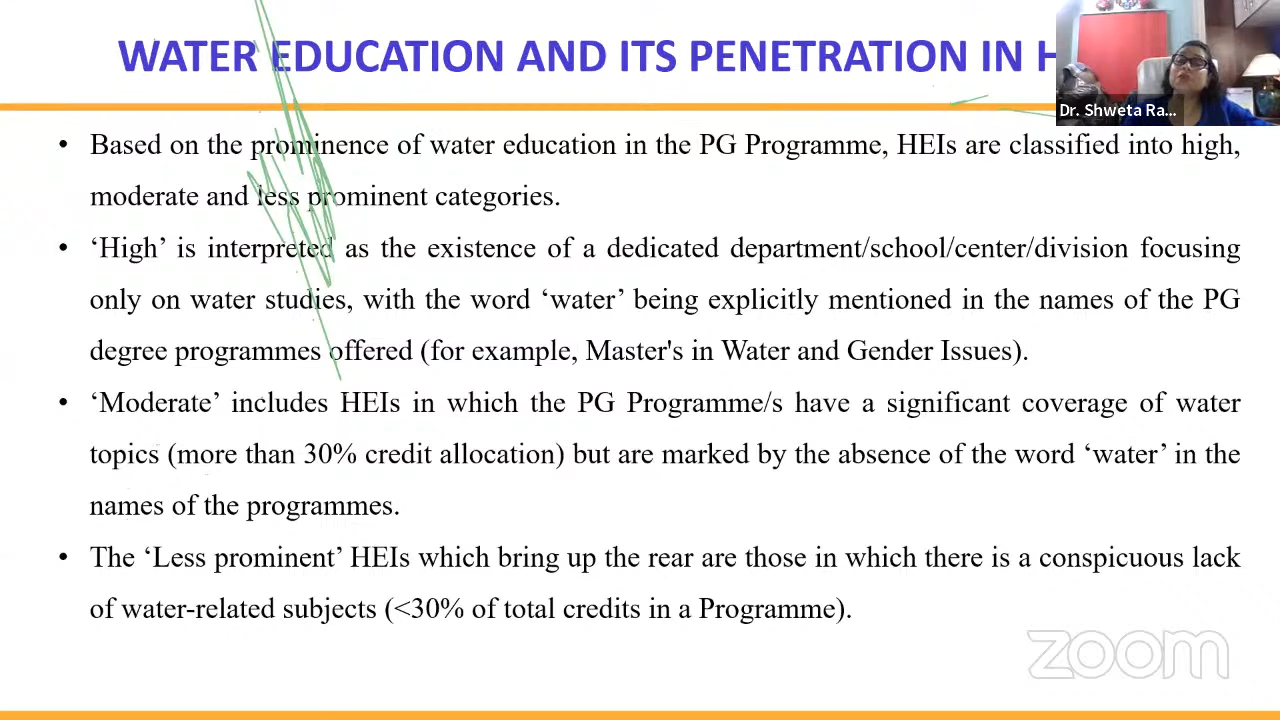 WATER EDUCATION AND ITS PENETRATION IN H
Dr. Shweta Ra...
• Based on the prominence of water education in the PG Programme, HEIs are classified into high,
moderate and less prominent categories.
• ‘High’ is interpreted as the existence of a dedicated department/school/center/division focusing
only on water studies, with the word ‘water’ being explicitly mentioned in the names of the PG
degree programmes offered (for example, Master's in Water and Gender Issues).
• ‘Moderate’ includes HEIs in which the PG Programme/s have a significant coverage of water
topics (more than 30% credit allocation) but are marked by the absence of the word ‘water’ in the
names of the programmes.
• The ‘Less prominent’ HEIs which bring up the rear are those in which there is a conspicuous lack
of water-related subjects (<30% of total credits in a Programme).
zoom